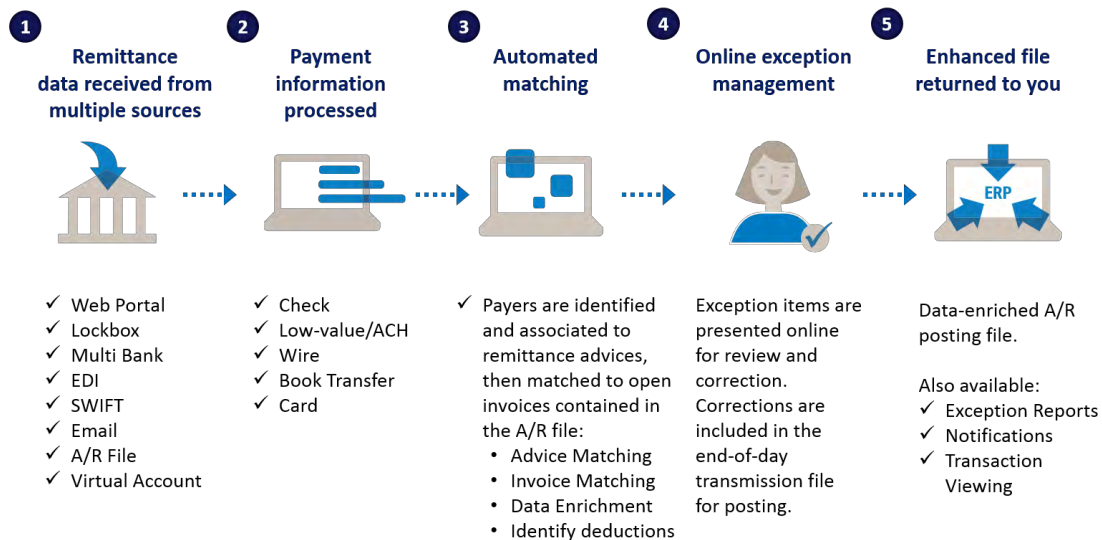 1
Remittance
data received from
multiple sources
✓ Web Portal
✓ Lockbox
✓ Multi Bank
✓ EDI
✓ SWIFT
✓ Email
✓ A/R File
✓ Virtual Account
2
Payment
information
processed
✓ Check
✓ Low-value/ACH
✓ Wire
✓ Book Transfer
✓ Card
3
Automated
matching
✓ Payers are identified
and associated to
remittance advices,
then matched to open
invoices contained in
the A/R file:
• Advice Matching
• Invoice Matching
• Data Enrichment
• Identify deductions
4
Online exception
management
Exception items are
presented online
for review and
correction.
Corrections are
included in the
end-of-day
transmission file
for posting.
5
Enhanced file
returned to you
ERP
Data-enriched A/R
posting file.
Also available:
✓ Exception Reports
✓ Notifications
✓ Transaction
Viewing